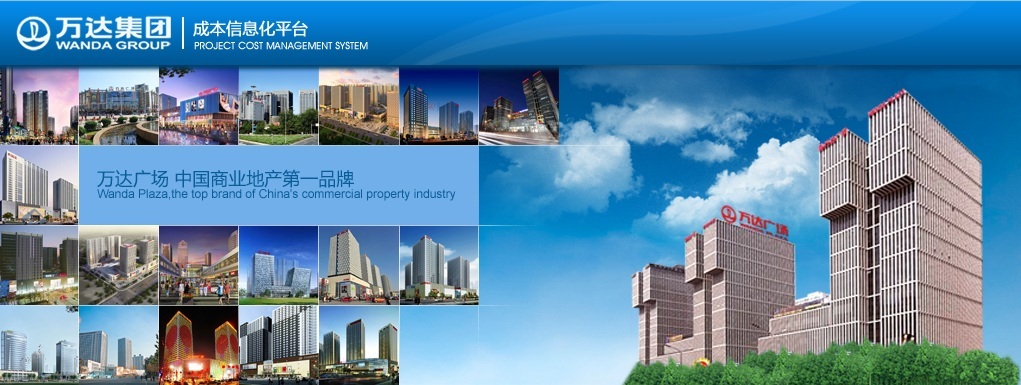 万达集团
WANDA GROUP
成本信息化平台
PROJECT COST MANAGEMENT SYSTEM
万达广场 中国商业地产第一品牌
Wanda Plaza,the top brand of China's commercial property industry
万达广场